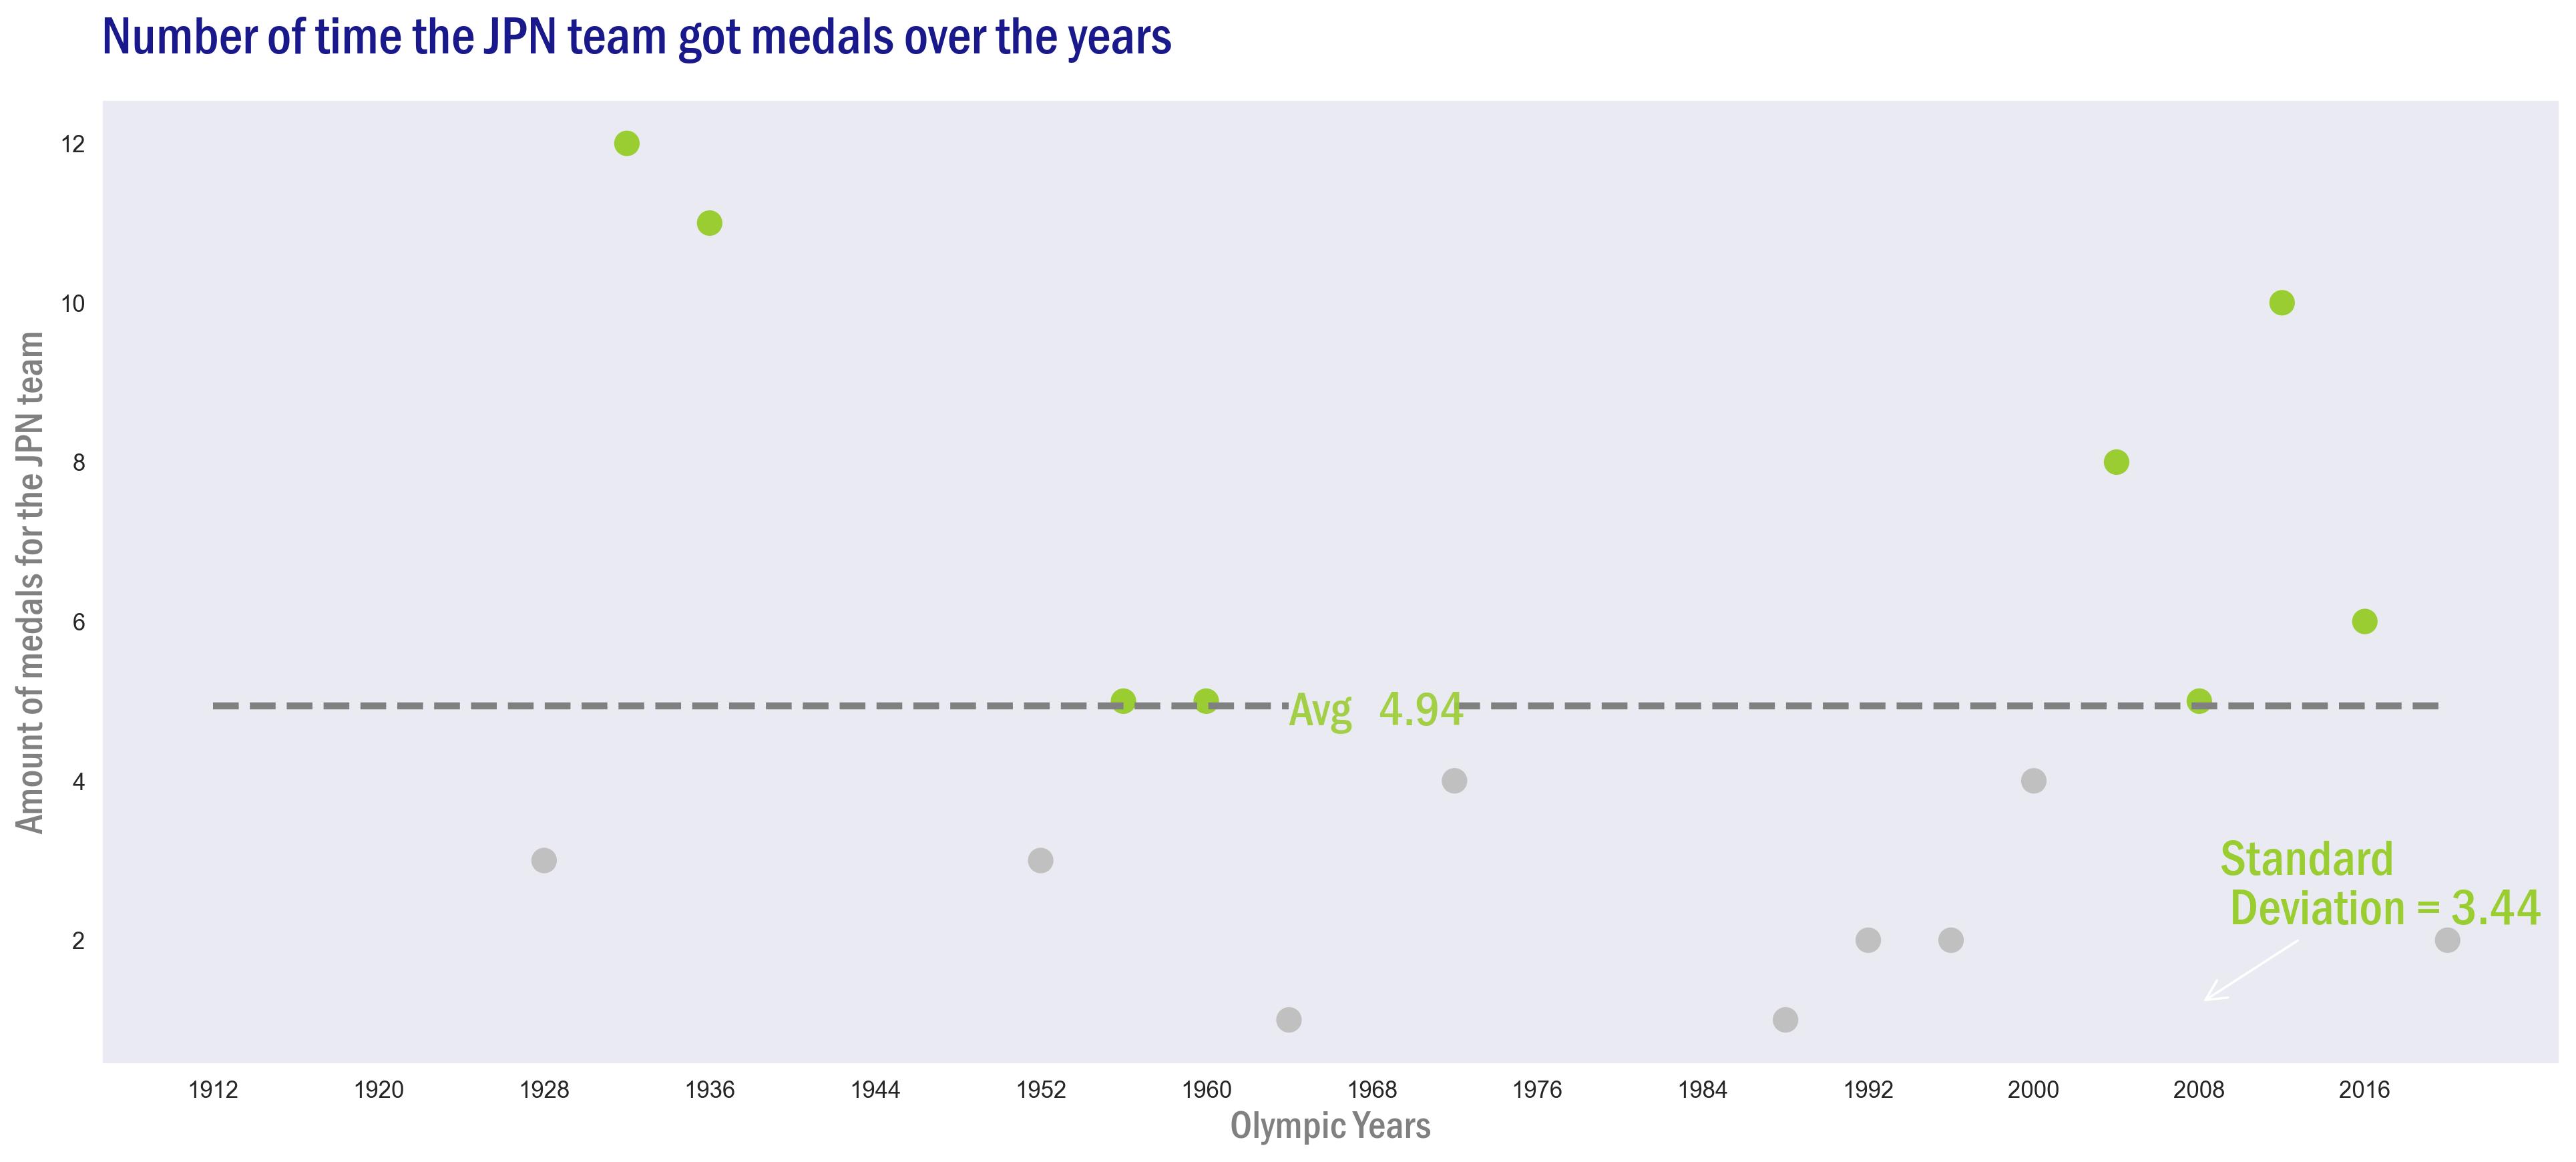 Number of time the JPN team got medals over the years
Amount of medals for the JPN team
12
10
8
6
4
2
Avg 4.94
Standard
Deviation = 3.44
1912 1920 1928 1936 1944 1952 1960 1968 1976 1984 1992 2000 2008 2016
Olympic Years